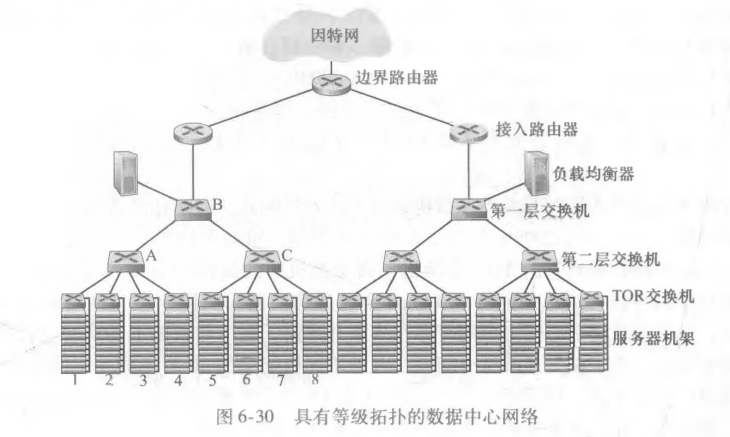 因特网
边界路由器
接入路由器
负载均衡器
B
第一层交换机
A
C
第二层交换机
TOR交换机
服务器机架
1 2 3 4 5 6 7 8
图 6-30 具有等级拓扑的数据中心网络